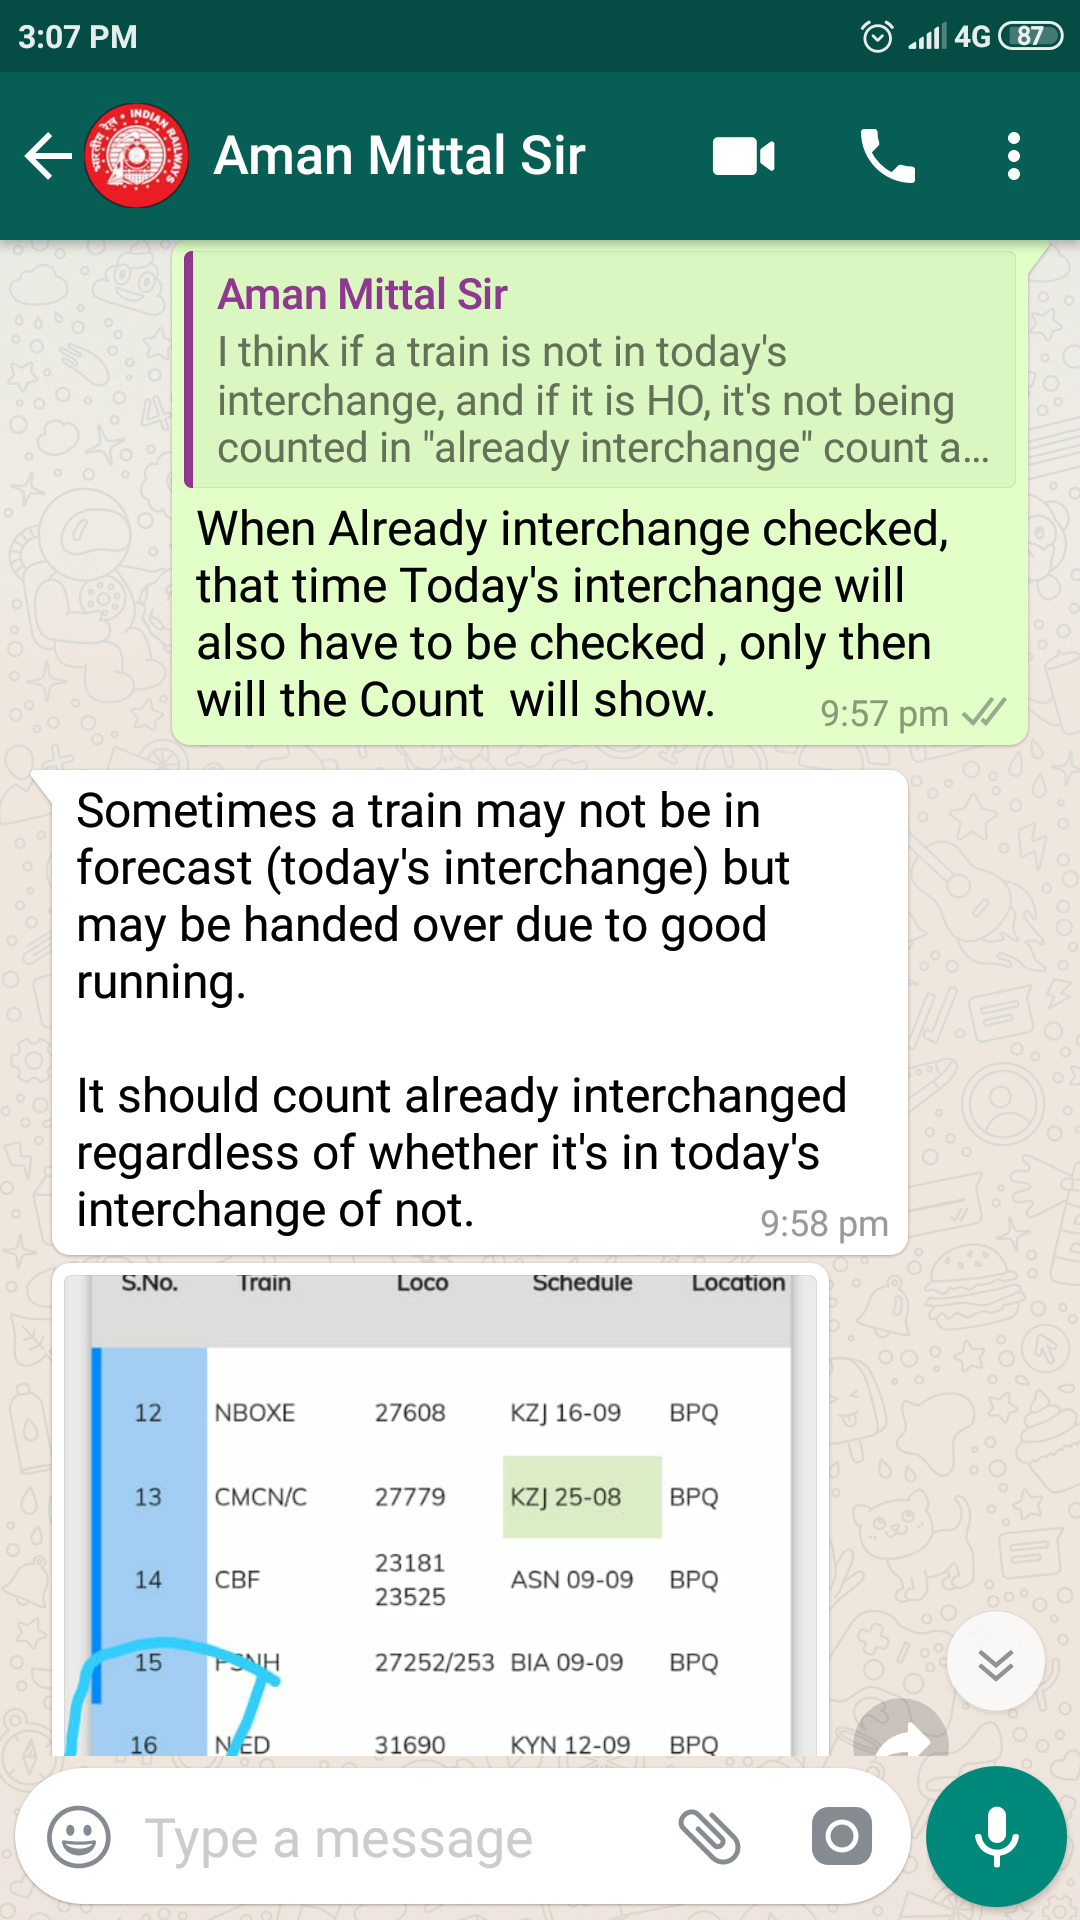 3:07 PM
4G 87
भारतीय रेल INDIAN RAILWAYS
Aman Mittal Sir
Aman Mittal Sir
I think if a train is not in today's
interchange, and if it is HO, it's not being
counted in "already interchange" count a...
When Already interchange checked,
that time Today's interchange will
also have to be checked , only then
will the Count will show.
9:57 pm
Sometimes a train may not be in
forecast (today's interchange) but
may be handed over due to good
running.
It should count already interchanged
regardless of whether it's in today's
interchange of not.
9:58 pm
S.No. Train Loco Schedule Location
12 NBOXE 27608 KZJ 16-09 BPQ
13 CMCN/C 27779 KZJ 25-08 BPQ
14 CBF 23181 23525 ASN 09-09 BPQ
15 27252/253 BIA 09-09 BPQ
16 31690 KYN 12-09 BPQ
Type a message